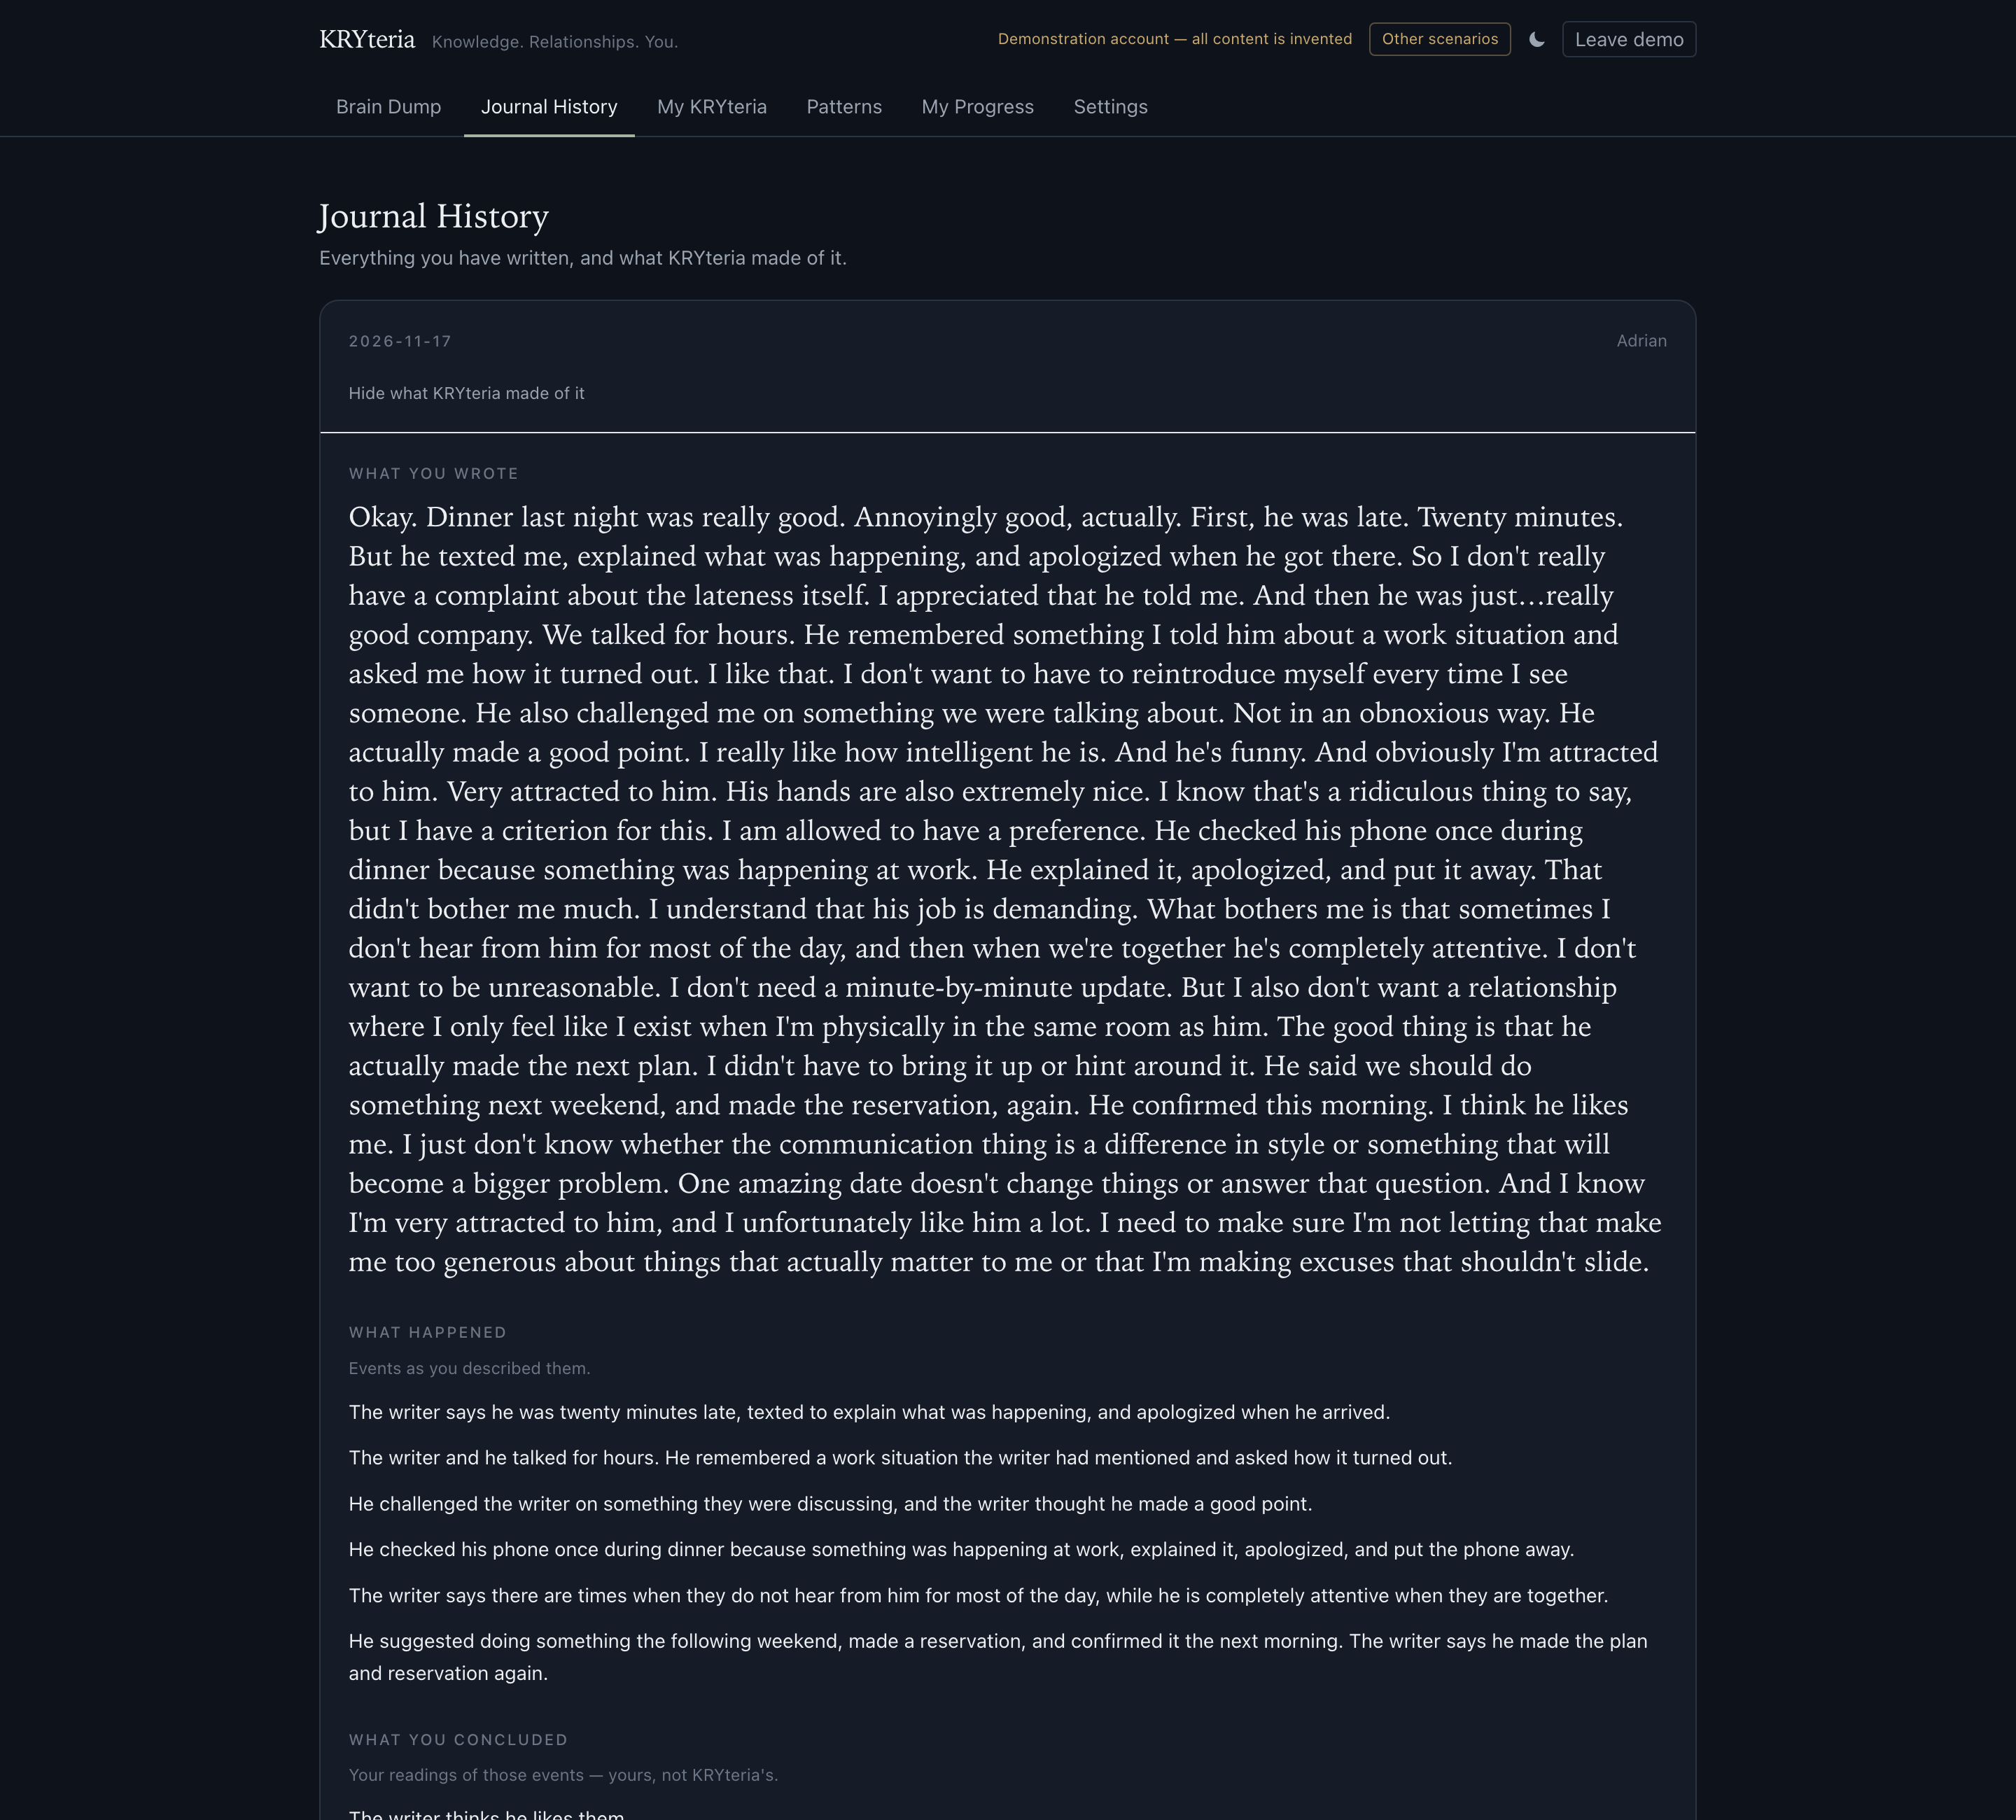 KRYteria Knowledge. Relationships. You.
Demonstration account — all content is invented
Other scenarios
Leave demo
Brain Dump
Journal History
My KRYteria
Patterns
My Progress
Settings
Journal History
Everything you have written, and what KRYteria made of it.
2026-11-17
Adrian
Hide what KRYteria made of it
WHAT YOU WROTE
Okay. Dinner last night was really good. Annoyingly good, actually. First, he was late. Twenty minutes.
But he texted me, explained what was happening, and apologized when he got there. So I don't really
have a complaint about the lateness itself. I appreciated that he told me. And then he was just...really
good company. We talked for hours. He remembered something I told him about a work situation and
asked me how it turned out. I like that. I don't want to have to reintroduce myself every time I see
someone. He also challenged me on something we were talking about. Not in an obnoxious way. He
actually made a good point. I really like how intelligent he is. And he's funny. And obviously I'm attracted
to him. Very attracted to him. His hands are also extremely nice. I know that's a ridiculous thing to say,
but I have a criterion for this. I am allowed to have a preference. He checked his phone once during
dinner because something was happening at work. He explained it, apologized, and put it away. That
didn't bother me much. I understand that his job is demanding. What bothers me is that sometimes I
don't hear from him for most of the day, and then when we're together he's completely attentive. I don't
want to be unreasonable. I don't need a minute-by-minute update. But I also don't want a relationship
where I only feel like I exist when I'm physically in the same room as him. The good thing is that he
actually made the next plan. I didn't have to bring it up or hint around it. He said we should do
something next weekend, and made the reservation, again. He confirmed this morning. I think he likes
me. I just don't know whether the communication thing is a difference in style or something that will
become a bigger problem. One amazing date doesn't change things or answer that question. And I know
I'm very attracted to him, and I unfortunately like him a lot. I need to make sure I'm not letting that make
me too generous about things that actually matter to me or that I'm making excuses that shouldn't slide.
WHAT HAPPENED
Events as you described them.
The writer says he was twenty minutes late, texted to explain what was happening, and apologized when he arrived.
The writer and he talked for hours. He remembered a work situation the writer had mentioned and asked how it turned out.
He challenged the writer on something they were discussing, and the writer thought he made a good point.
He checked his phone once during dinner because something was happening at work, explained it, apologized, and put the phone away.
The writer says there are times when they do not hear from him for most of the day, while he is completely attentive when they are together.
He suggested doing something the following weekend, made a reservation, and confirmed it the next morning. The writer says he made the plan
and reservation again.
WHAT YOU CONCLUDED
Your readings of those events — yours, not KRYteria's.
The writer thinks he likes them.